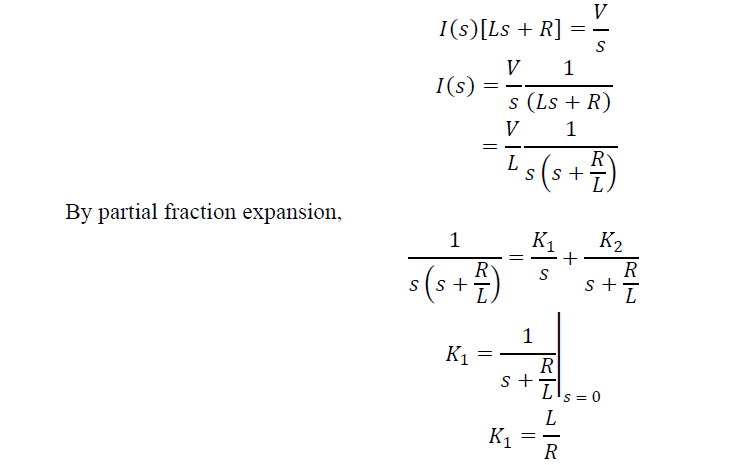 I(s)[Ls + R] = V/s
I(s) = V/s 1/(Ls + R)
= V/L 1/s(s + R/L)
By partial fraction expansion,
1/s(s + R/L) = K₁/s + K₂/s + R/L
K₁ = 1/s + R/L |s = 0
K₁ = L/R